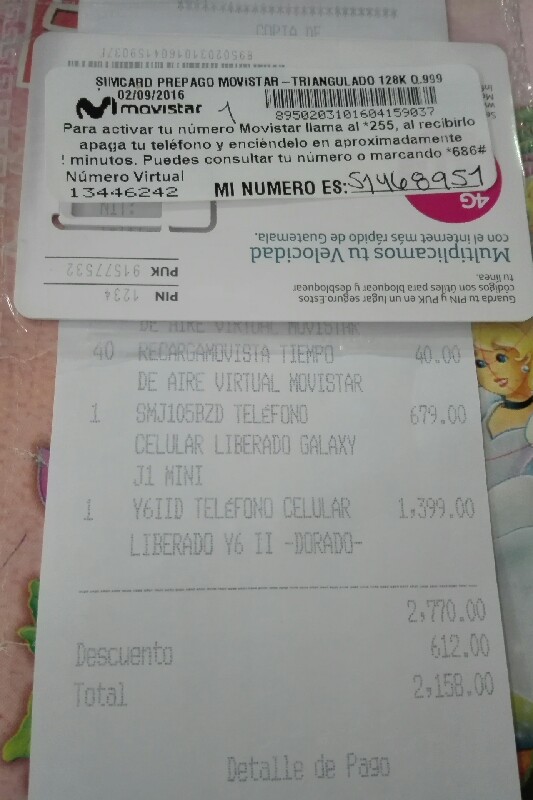 COPIA DE
8950203101604159037F
SIMCARD PREPAGO MOVISTAR -TRIANGULADO 128K 0.999
02/09/2016
movistar
1
8950203101604159037
Para activar tu número Movistar llama al *255, al recibirlo
apaga tu teléfono y enciéndelo en aproximadamente
! minutos. Puedes consultar tu número o marcando *686#
Número Virtual
13446242
MI NUMERO ES: 51468951
4G
Multiplicamos tu Velocidad
con el internet más rápido de Guatemala.
Guarda tu PIN y PUK en un lugar seguro. Estos
códigos son útiles para bloquear y desbloquear
tu línea.
PIN 1234
PUK 91577532
DE AIRE VIRTUAL MOVISTAR
40 RECARGAMOVISTA TIEMPO 40.00
DE AIRE VIRTUAL MOVISTAR
1 SMJ105BZD TELÉFONO 679.00
CELULAR LIBERADO GALAXY
J1 MINI
1 Y6IID TELÉFONO CELULAR 1,399.00
LIBERADO Y6 II -DORADO-
2,770.00
Descuento 612.00
Total 2,158.00
Detalle de Pago